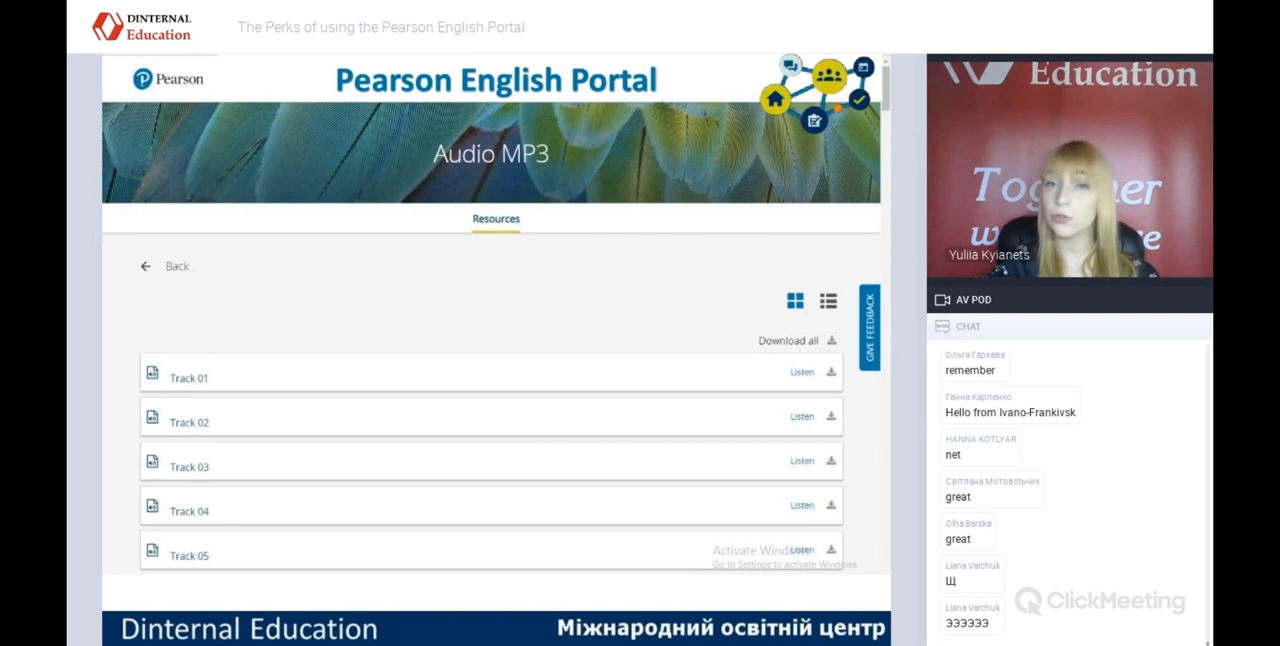 DINTERNAL
Education
The Perks of using the Pearson English Portal
Pearson
Pearson English Portal
Audio MP3
Resources
Back
GIVE FEEDBACK
Download all
Track 01
Listen
Track 02
Listen
Track 03
Listen
Track 04
Listen
Track 05
Listen
Activate Windows
Go to Settings to activate Windows.
Dinternal Education
Міжнародний освітній центр
Education
Yuliia Kyianets
AV POD
CHAT
Ольга Гаркава
remember
Ганна Карпенко
Hello from Ivano-Frankivsk
HANNA KOTLYAR
net
Світлана Мотовільчик
great
Olha Barska
great
Liana Varchuk
Щ
Liana Varchuk
ЭЭЭЭЭЭ
ClickMeeting